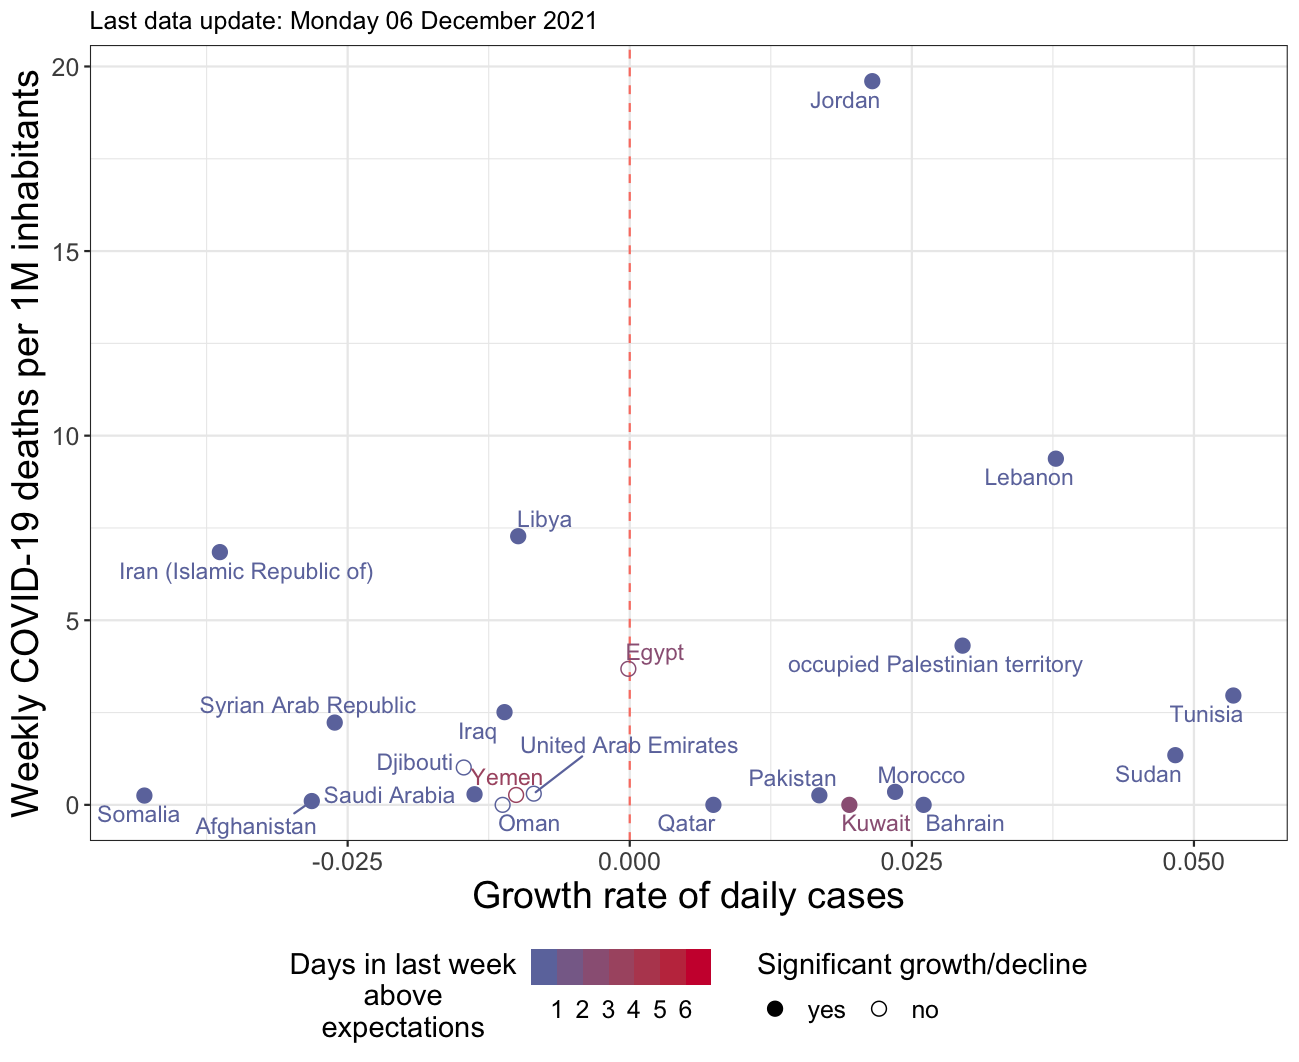 Last data update: Monday 06 December 2021
Weekly COVID-19 deaths per 1M inhabitants
20
15
10
5
0
Jordan
Lebanon
Libya
Iran (Islamic Republic of)
Egypt
occupied Palestinian territory
Syrian Arab Republic
Tunisia
Iraq
United Arab Emirates
Djibouti
Yemen
Pakistan
Morocco
Sudan
Saudi Arabia
Somalia
Afghanistan
Oman
Qatar
Kuwait
Bahrain
-0.025
0.000
0.025
0.050
Growth rate of daily cases
Days in last week
above
expectations
1 2 3 4 5 6
Significant growth/decline
yes
no